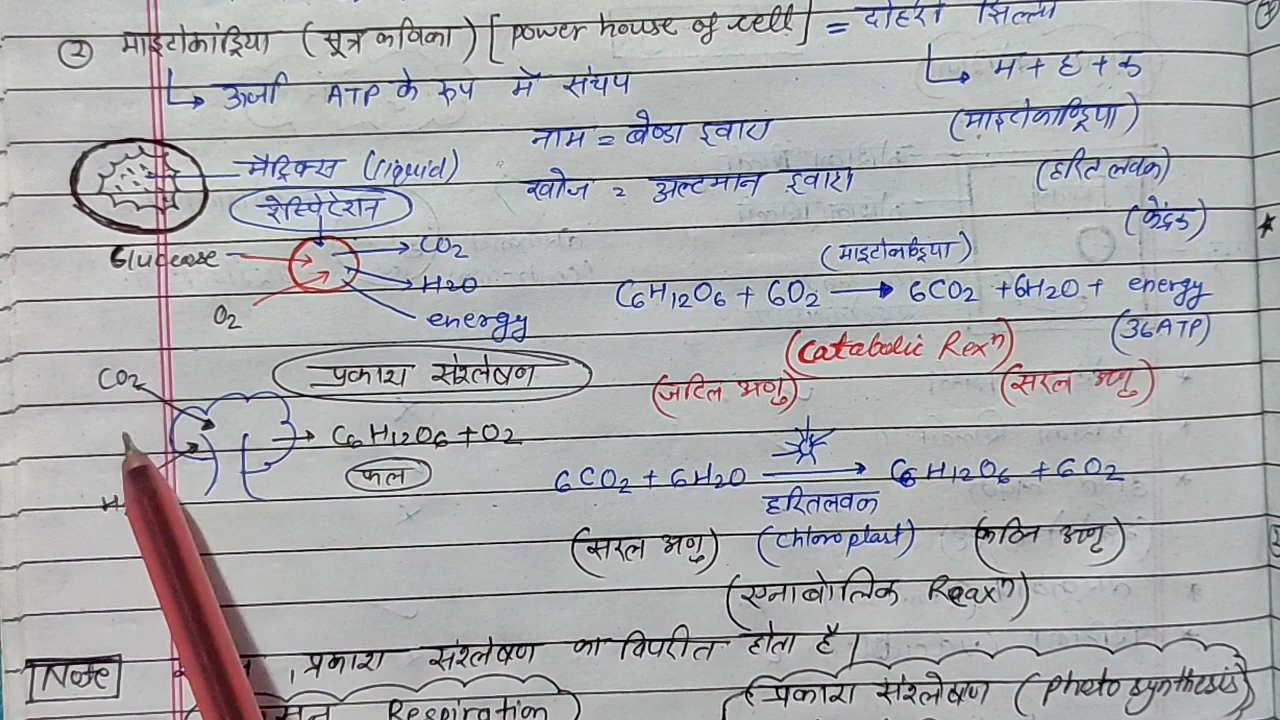 ② माइटोकांड्रिया (सूत्र कणिका) [power house of cell] = दोहरी झिल्ली
↳ ऊर्जा ATP के रूप में संचय
↳ म + ह + क
नाम = बेण्डा द्वारा
(माइटोकाण्ड्रिया)
मैट्रिक्स (liquid)
खोज = अल्टमान द्वारा
(हरित लवक)
रेस्पिरेटेशन
(केंद्रक)
Glucease
CO2
H2O
O2
energy
(माइटोकांड्रिया)
C6H12O6 + 6O2 → 6CO2 + 6H2O + energy
(36ATP)
(Catabolic Rexⁿ)
प्रकाश संश्लेषण
(जटिल अणु) (सरल अणु)
CO2
→ C6H12O6 + O2
फल
6CO2 + 6H2O → C6H12O6 + 6O2
हरितलवक
(सरल अणु) (Chloroplast) (कठिन अणु)
(एनाबोलिक Reaxⁿ)
Note
, प्रकाश संश्लेषण का विपरीत होता है।
Respiration
(प्रकाश संश्लेषण (photosynthesis)